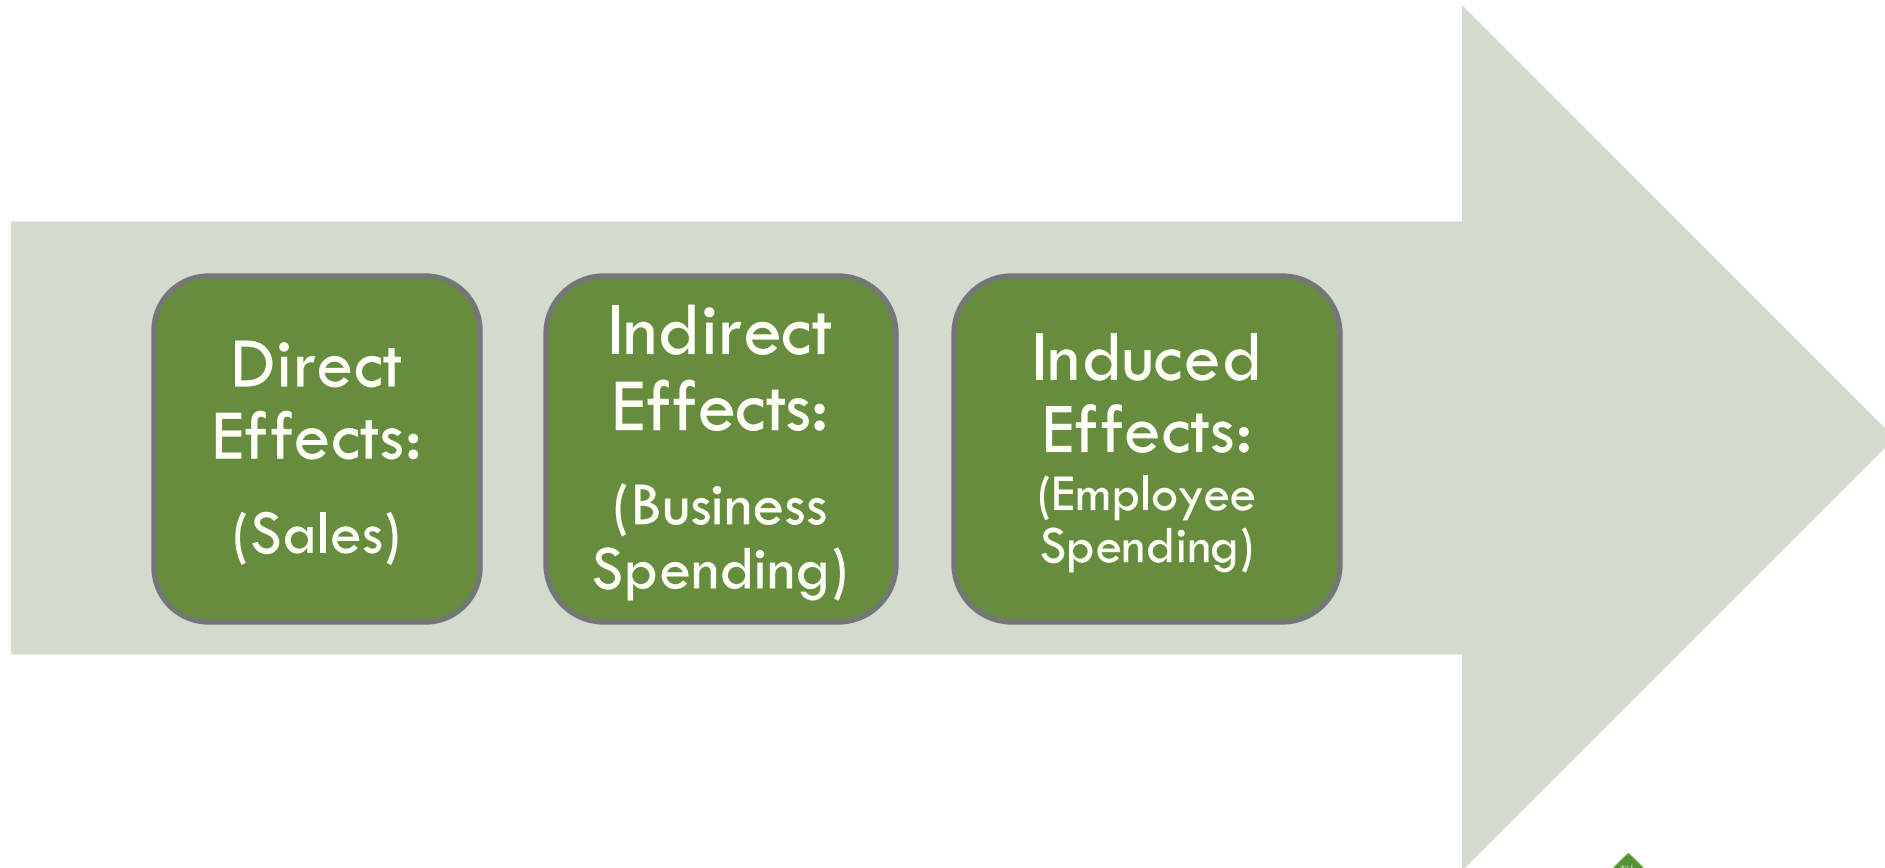 Direct
Effects:
(Sales)
Indirect
Effects:
(Business
Spending)
Induced
Effects:
(Employee
Spending)